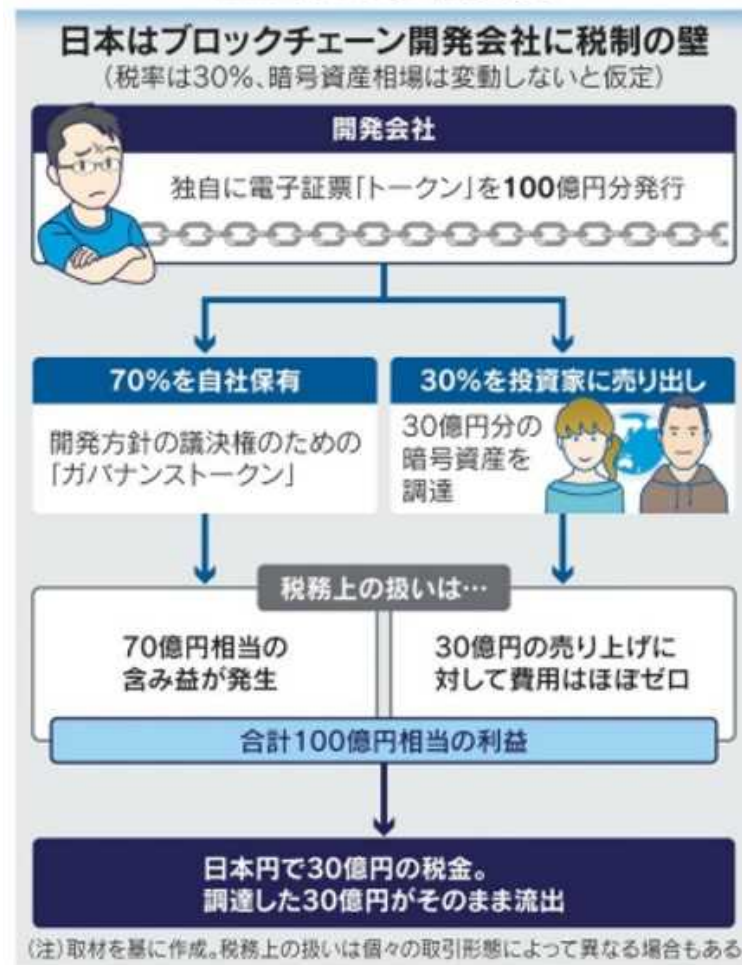 日本はブロックチェーン開発会社に税制の壁
(税率は30%、暗号資産相場は変動しないと仮定)
開発会社
独自に電子証票「トークン」を100億円分発行
70%を自社保有
開発方針の議決権のための
「ガバナンストークン」
30%を投資家に売り出し
30億円分の
暗号資産を
調達
税務上の扱いは…
70億円相当の
含み益が発生
30億円の売り上げに
対して費用はほぼゼロ
合計100億円相当の利益
日本円で30億円の税金。
調達した30億円がそのまま流出
(注)取材を基に作成。税務上の扱いは個々の取引形態によって異なる場合もある